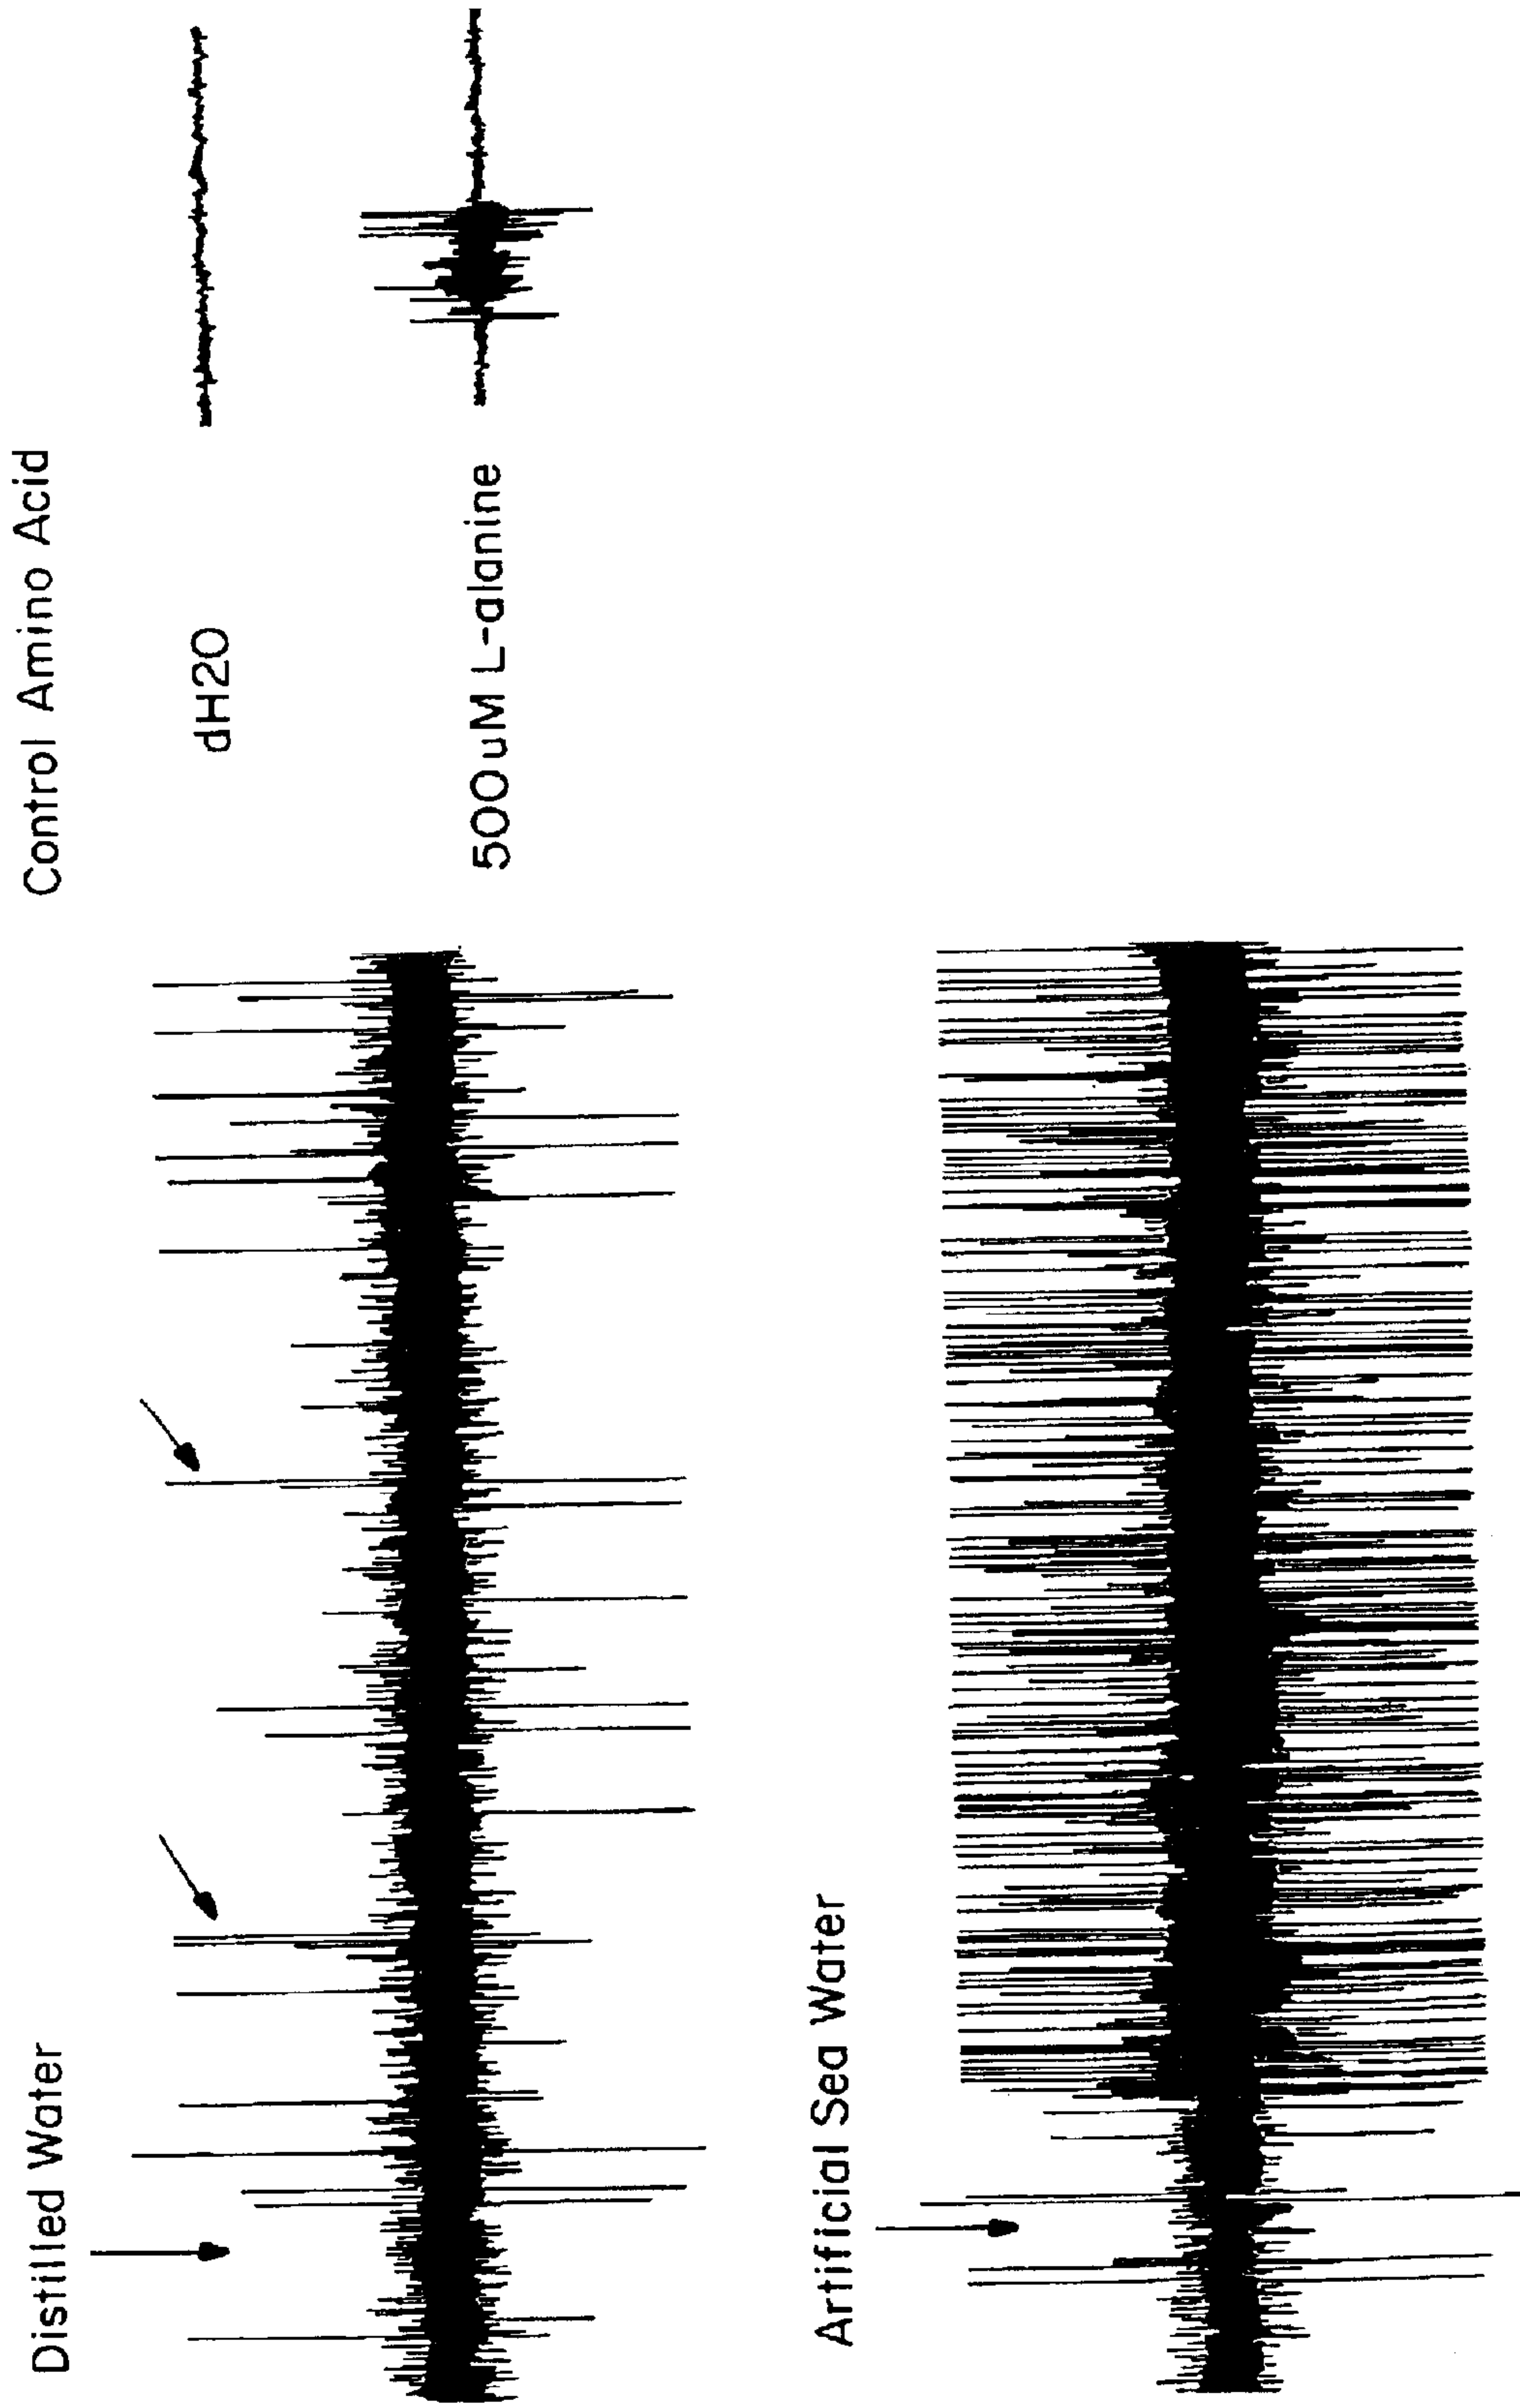 Distilled Water
Artificial Sea Water
Control Amino Acid
dH2O
500uM L-alanine